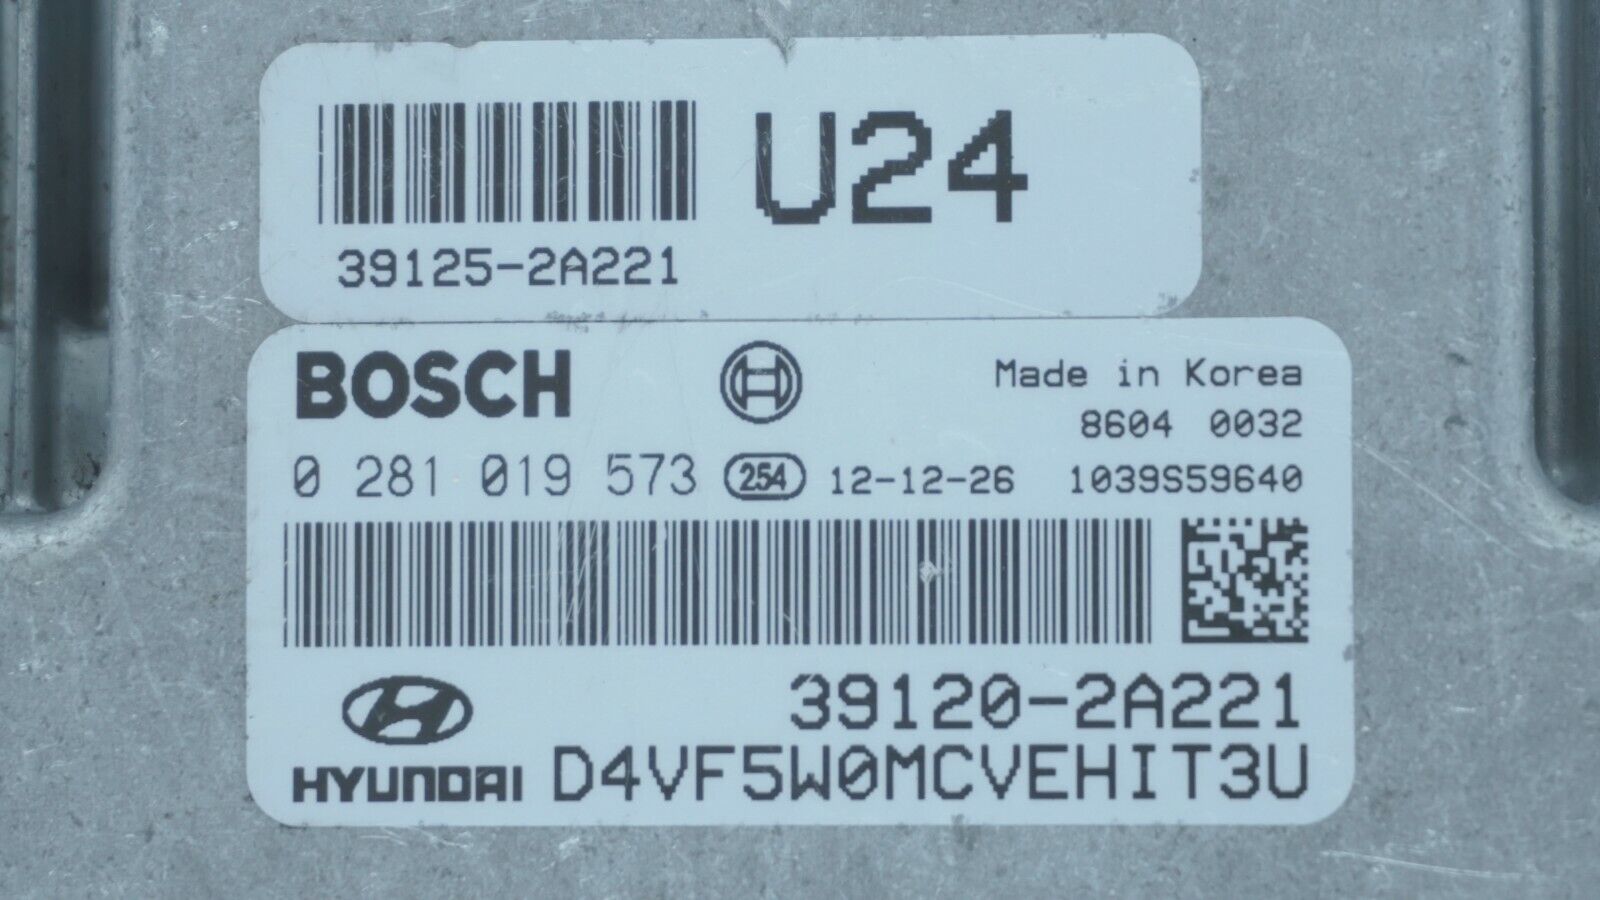 U24
39125-2A221
BOSCH
Made in Korea
8604 0032
0 281 019 573 254 12-12-26 1039S59640
39120-2A221
HYUNDAI D4VF5W0MCVEHIT3U